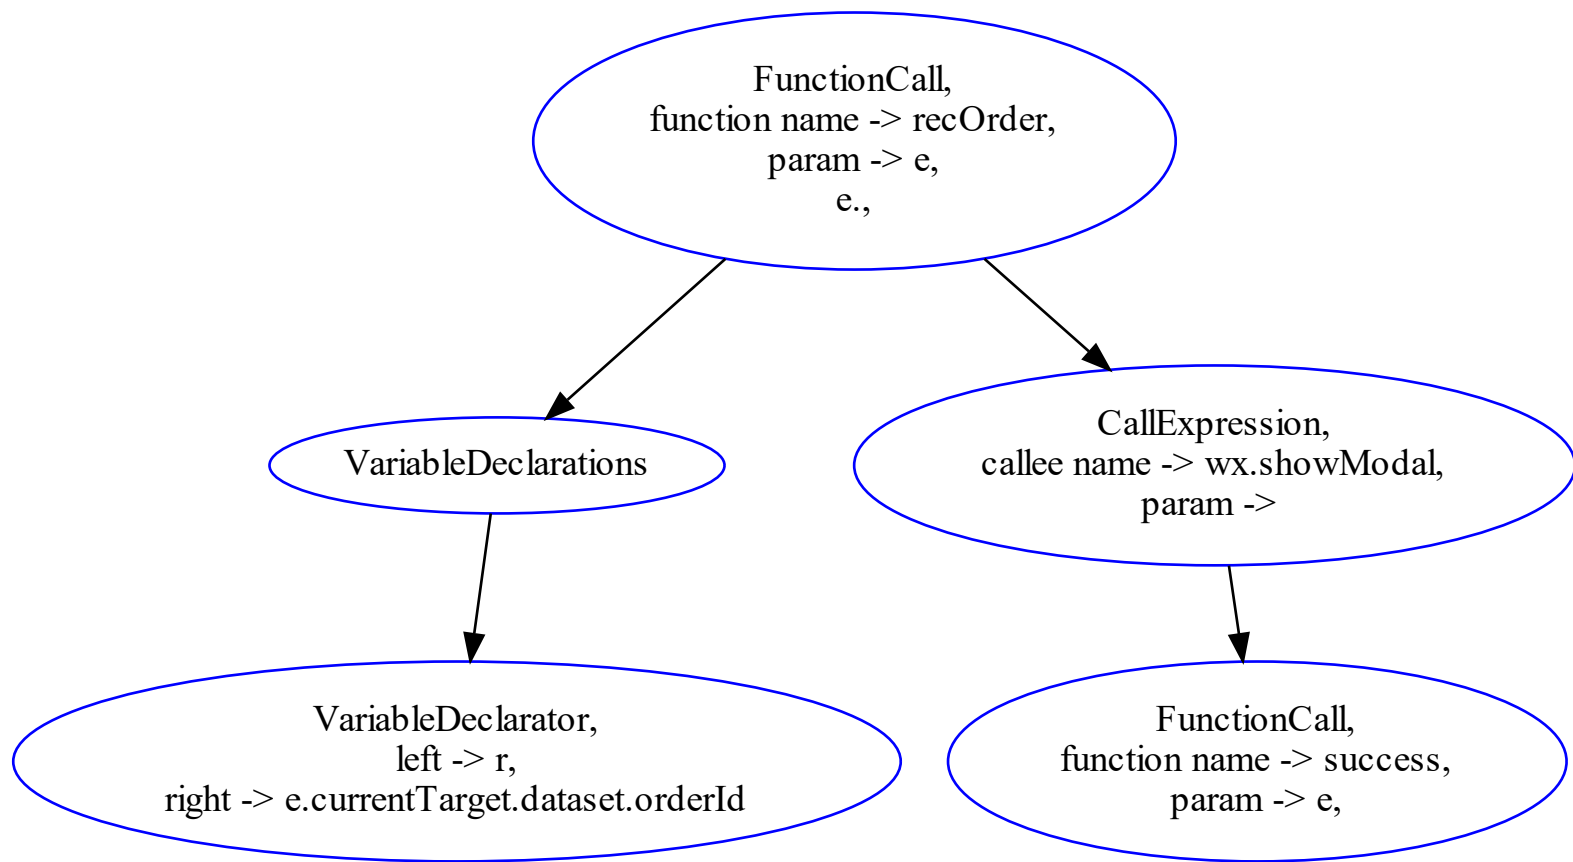 FunctionCall,
function name -> recOrder,
param -> e,
e.,
VariableDeclarations
CallExpression,
callee name -> wx.showModal,
param ->
VariableDeclarator,
left -> r,
right -> e.currentTarget.dataset.orderId
FunctionCall,
function name -> success,
param -> e,